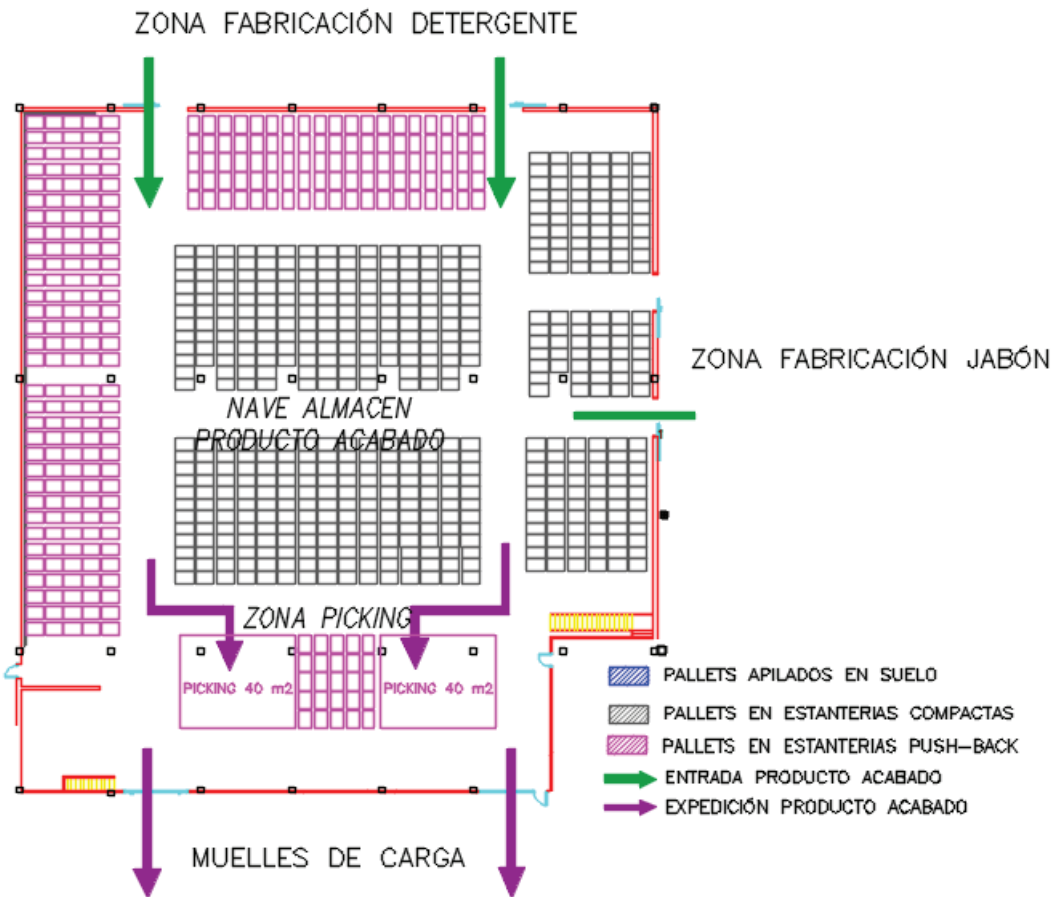 ZONA FABRICACIÓN DETERGENTE
ZONA FABRICACIÓN JABÓN
NAVE ALMACEN
PRODUCTO ACABADO
ZONA PICKING
PICKING 40 m2
PICKING 40 m2
PALLETS APILADOS EN SUELO
PALLETS EN ESTANTERIAS COMPACTAS
PALLETS EN ESTANTERIAS PUSH-BACK
ENTRADA PRODUCTO ACABADO
EXPEDICIÓN PRODUCTO ACABADO
MUELLES DE CARGA